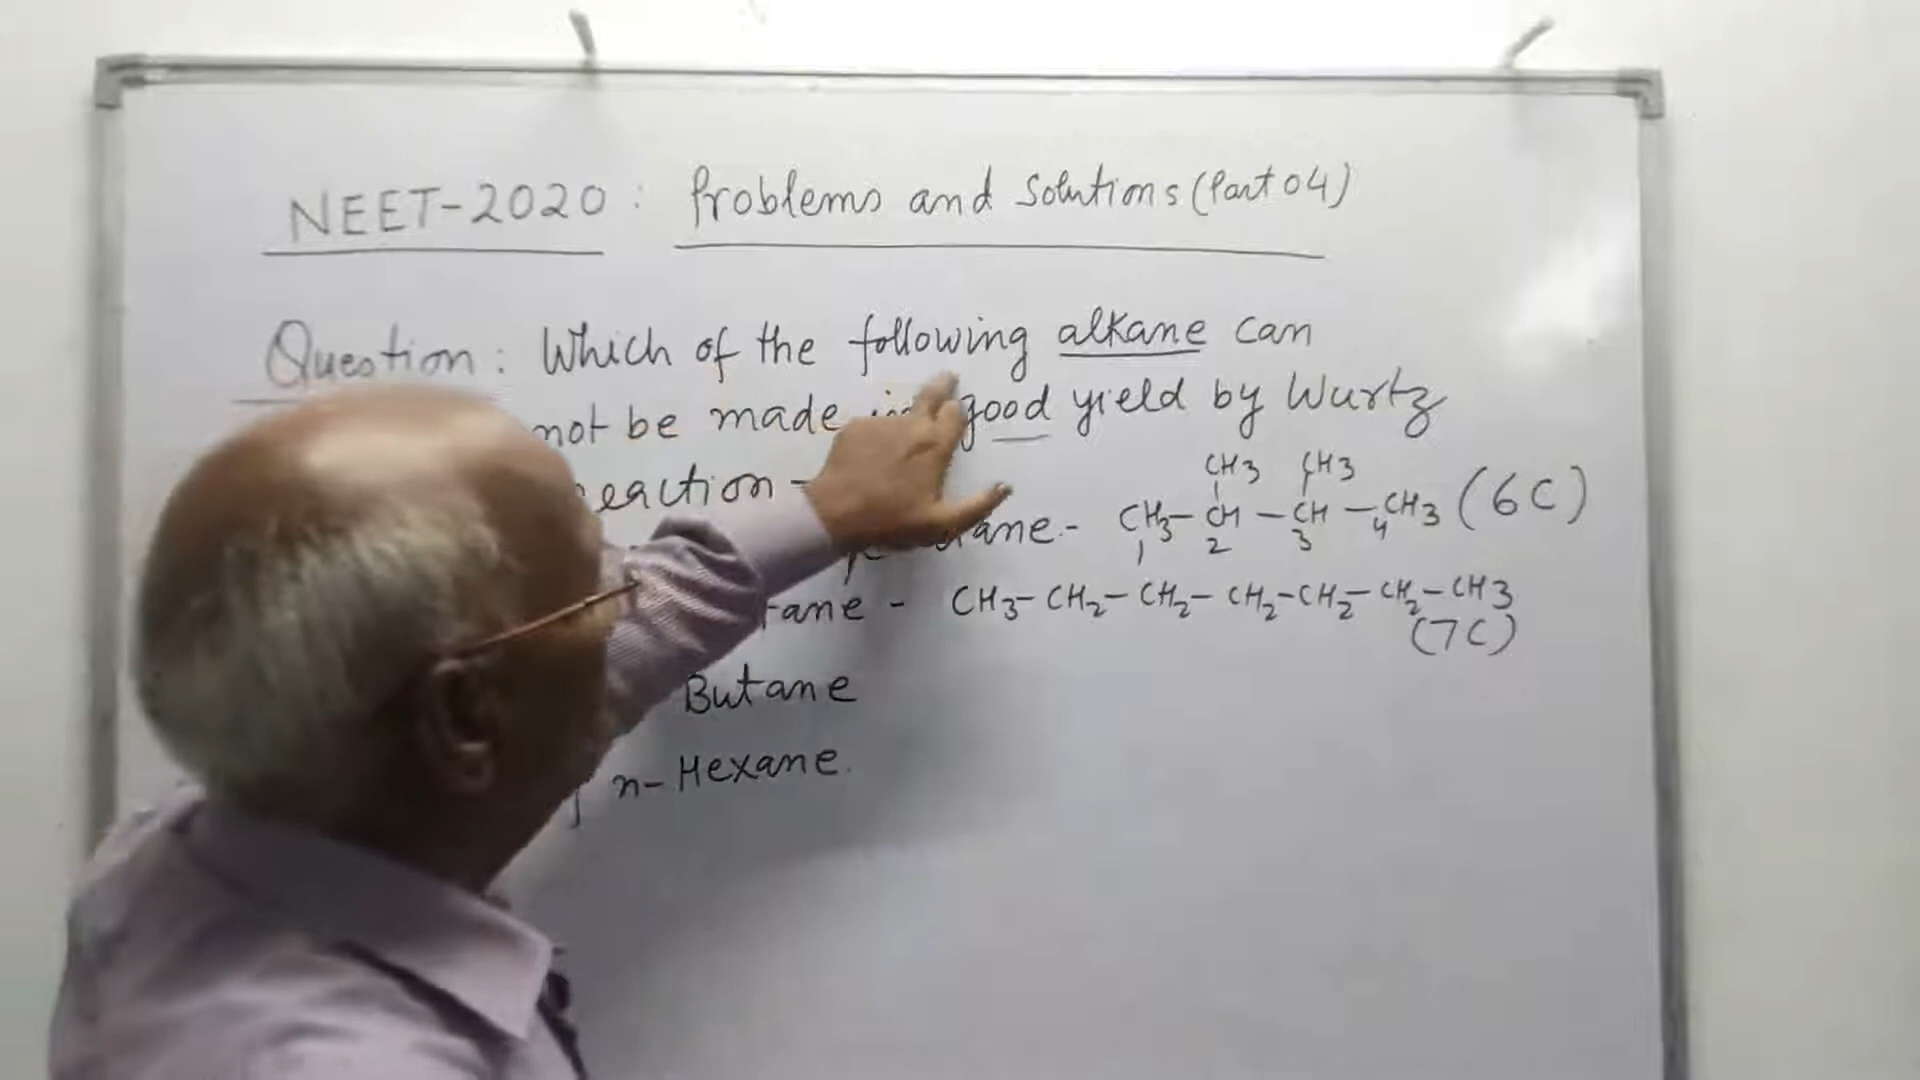 NEET-2020 : Problems and Solutions (Part 04)
Question : Which of the following alkane can
not be made good yield by Wurtz
eaction -
CH3 CH3
ane - CH3 - CH - CH - CH3 (6C)
1 2 3 4
tane - CH3 - CH2 - CH2 - CH2 - CH2 - CH2 - CH3
(7C)
Butane
n-Hexane.